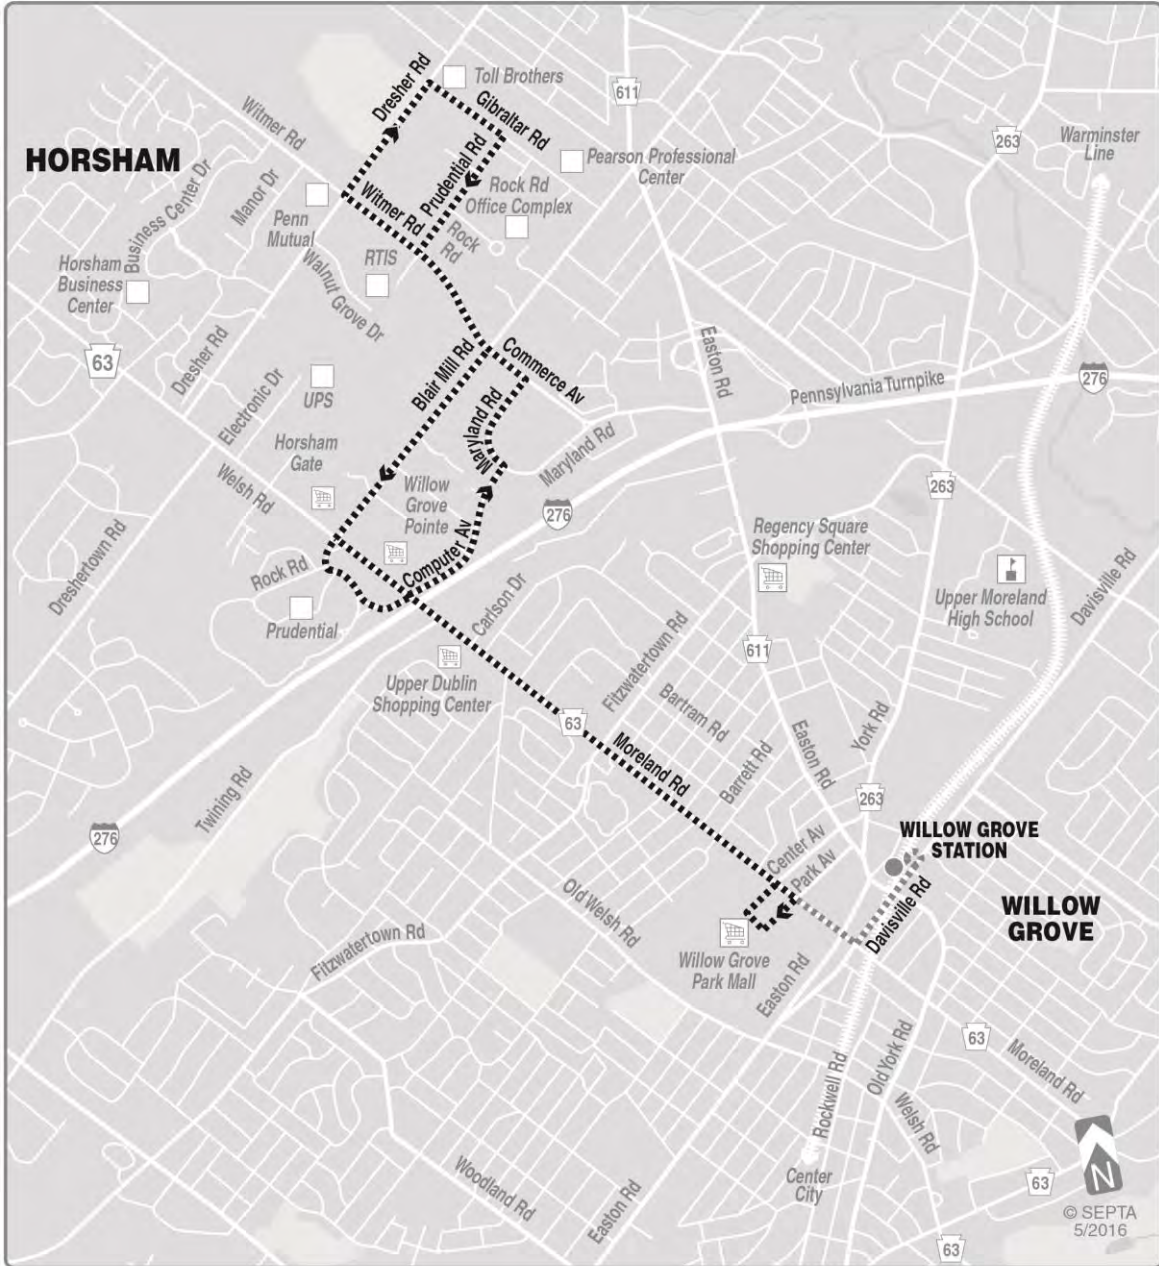 Dresher Rd
Toll Brothers
Gibraltar Rd
611
Witmer Rd
263
Warminster
Line
HORSHAM
Business Center Dr
Manor Dr
Prudential Rd
Pearson Professional
Center
Penn
Mutual
Witmer Rd
Rock Rd
Office Complex
Rock
Rd
RTIS
Walnut Grove Dr
Horsham
Business
Center
63
Dresher Rd
Electronic Dr
UPS
Blair Mill Rd
Commerce Av
Maryland Rd
Maryland Rd
Easton Rd
Pennsylvania Turnpike
276
Horsham
Gate
Welsh Rd
Willow
Grove
Pointe
276
263
Regency Square
Shopping Center
Computer Av
Dreshertown Rd
Rock Rd
Prudential
Carlson Dr
Upper Moreland
High School
Davisville Rd
Upper Dublin
Shopping Center
Fitzwatertown Rd
611
Bartram Rd
63
Moreland Rd
Barrett Rd
Easton Rd
York Rd
263
Twining Rd
276
WILLOW GROVE
STATION
Center Av
Park Av
Old Welsh Rd
Davisville Rd
WILLOW
GROVE
Fitzwatertown Rd
Willow Grove
Park Mall
Easton Rd
63
Moreland Rd
Old York Rd
Rockwell Rd
Welsh Rd
Woodland Rd
Easton Rd
Center
City
63
N
© SEPTA
5/2016
63